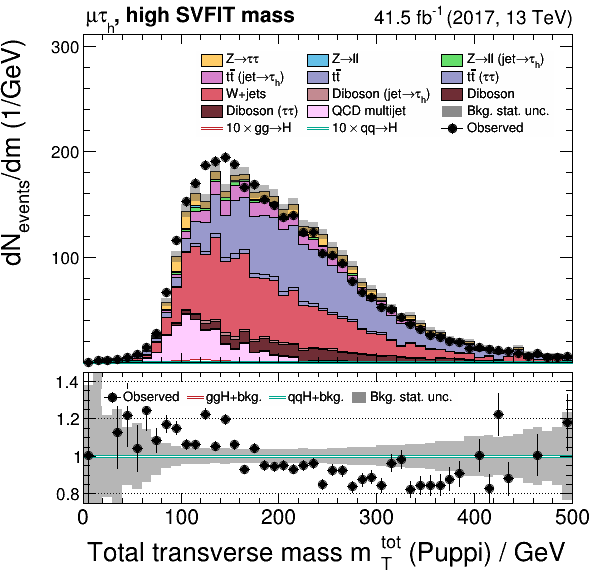 μτh, high SVFIT mass 41.5 fb⁻¹ (2017, 13 TeV)
dNevents/dm (1/GeV)
300
200
100
Z→ττ Z→ll Z→ll (jet→τh)
tt̄ (jet→τh) tt̄ tt̄ (ττ)
W+jets Diboson (jet→τh) Diboson
Diboson (ττ) QCD multijet Bkg. stat. unc.
10 × gg→H 10 × qq→H Observed
1.4
1.2
1
0.8
Observed ggH+bkg. qqH+bkg. Bkg. stat. unc.
0 100 200 300 400 500
Total transverse mass m T tot (Puppi) / GeV